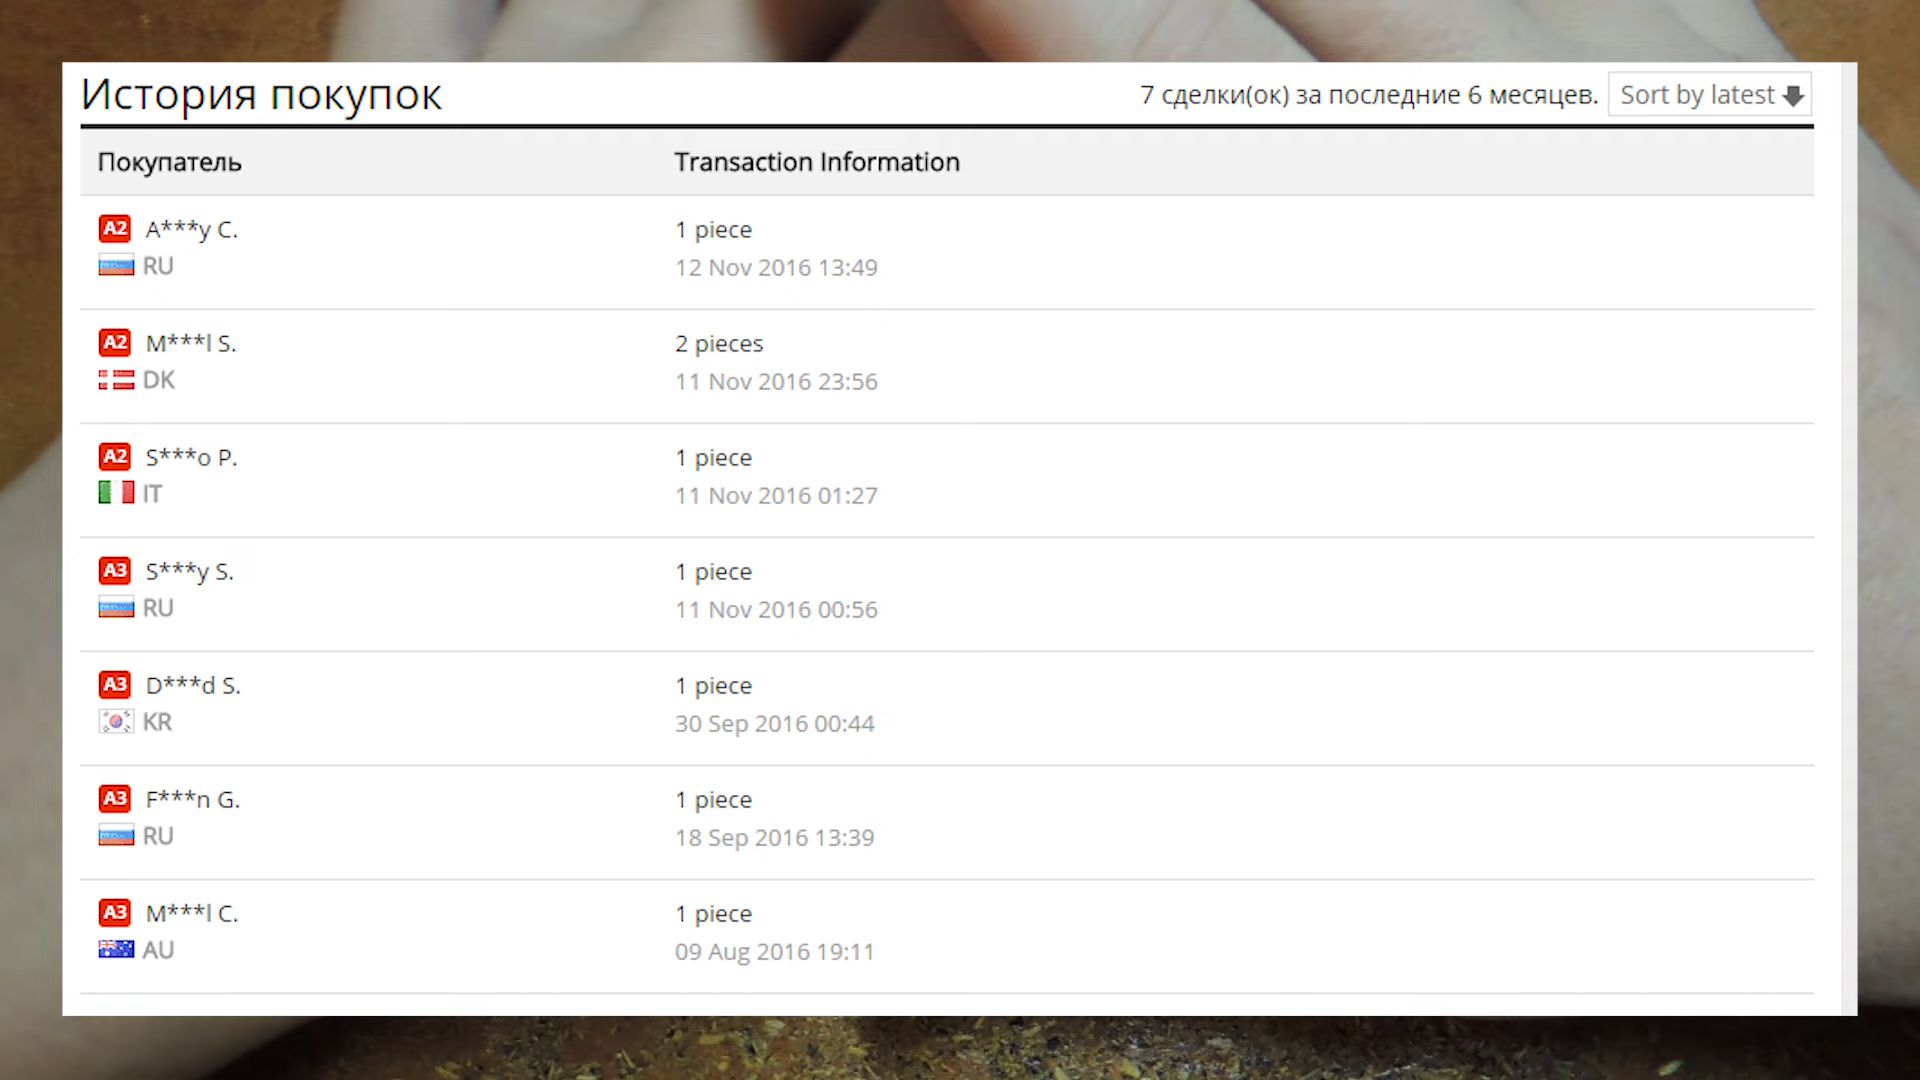 История покупок
7 сделки(ок) за последние 6 месяцев. Sort by latest
Покупатель Transaction Information
A2 A***y C. 1 piece
RU 12 Nov 2016 13:49
A2 M***l S. 2 pieces
DK 11 Nov 2016 23:56
A2 S***o P. 1 piece
IT 11 Nov 2016 01:27
A3 S***y S. 1 piece
RU 11 Nov 2016 00:56
A3 D***d S. 1 piece
KR 30 Sep 2016 00:44
A3 F***n G. 1 piece
RU 18 Sep 2016 13:39
A3 M***l C. 1 piece
AU 09 Aug 2016 19:11